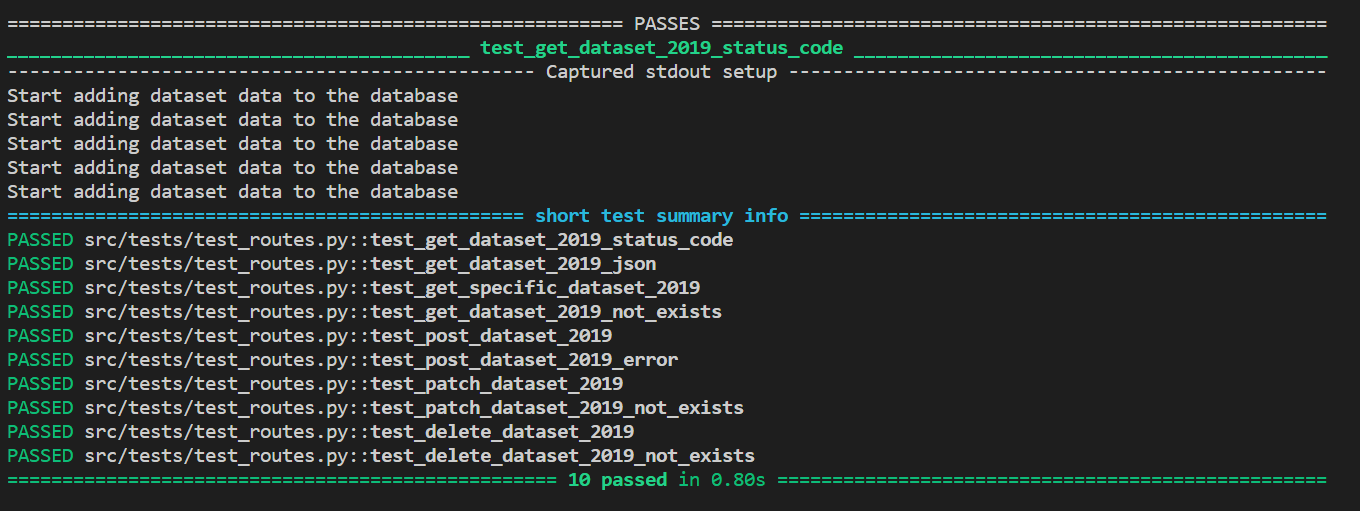 ======================================================== PASSES ========================================================
__________________________________________ test_get_dataset_2019_status_code ___________________________________________
------------------------------------------------ Captured stdout setup -------------------------------------------------
Start adding dataset data to the database
Start adding dataset data to the database
Start adding dataset data to the database
Start adding dataset data to the database
Start adding dataset data to the database
=============================================== short test summary info ================================================
PASSED src/tests/test_routes.py::test_get_dataset_2019_status_code
PASSED src/tests/test_routes.py::test_get_dataset_2019_json
PASSED src/tests/test_routes.py::test_get_specific_dataset_2019
PASSED src/tests/test_routes.py::test_get_dataset_2019_not_exists
PASSED src/tests/test_routes.py::test_post_dataset_2019
PASSED src/tests/test_routes.py::test_post_dataset_2019_error
PASSED src/tests/test_routes.py::test_patch_dataset_2019
PASSED src/tests/test_routes.py::test_patch_dataset_2019_not_exists
PASSED src/tests/test_routes.py::test_delete_dataset_2019
PASSED src/tests/test_routes.py::test_delete_dataset_2019_not_exists
================================================== 10 passed in 0.80s ==================================================